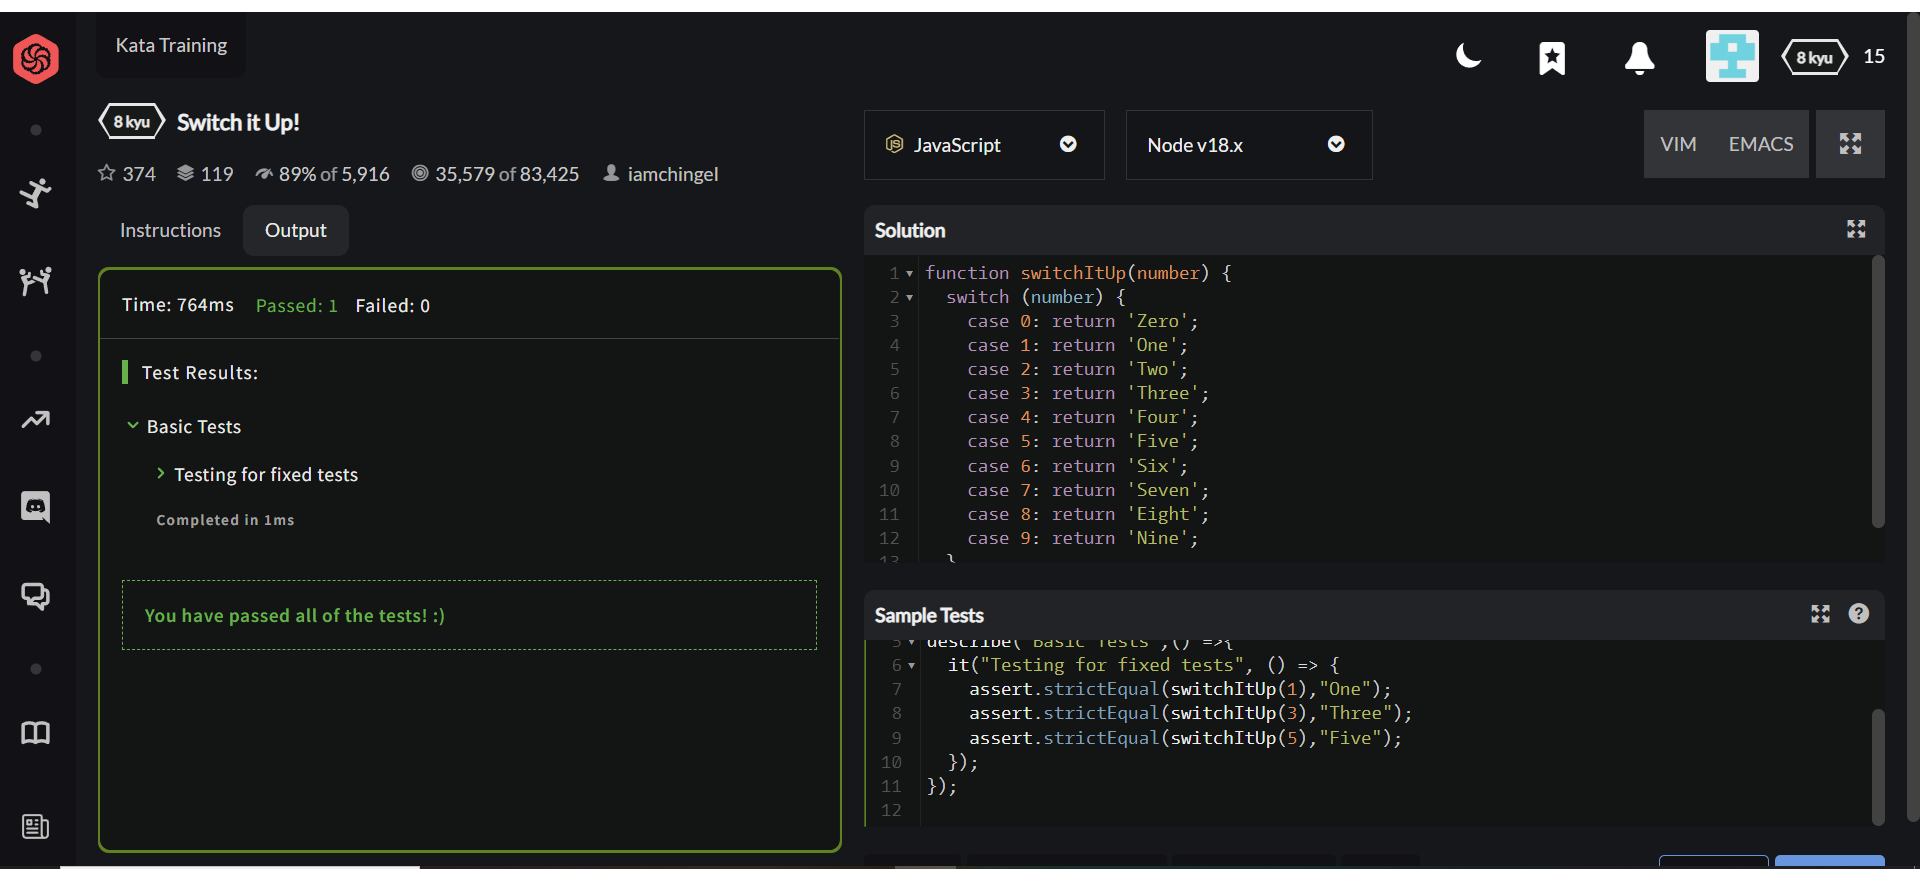 Kata Training
8 kyu 15
8 kyu Switch it Up!
374 119 89% of 5,916 35,579 of 83,425 iamchingel
JavaScript
Node v18.x
VIM EMACS
Instructions Output
Time: 764ms Passed: 1 Failed: 0
Test Results:
Basic Tests
Testing for fixed tests
Completed in 1ms
You have passed all of the tests! :)
Solution
1 function switchItUp(number) {
2 switch (number) {
3 case 0: return 'Zero';
4 case 1: return 'One';
5 case 2: return 'Two';
6 case 3: return 'Three';
7 case 4: return 'Four';
8 case 5: return 'Five';
9 case 6: return 'Six';
10 case 7: return 'Seven';
11 case 8: return 'Eight';
12 case 9: return 'Nine';
13 }
Sample Tests
5 describe("Basic Tests",() =>{
6 it("Testing for fixed tests", () => {
7 assert.strictEqual(switchItUp(1),"One");
8 assert.strictEqual(switchItUp(3),"Three");
9 assert.strictEqual(switchItUp(5),"Five");
10 });
11 });
12